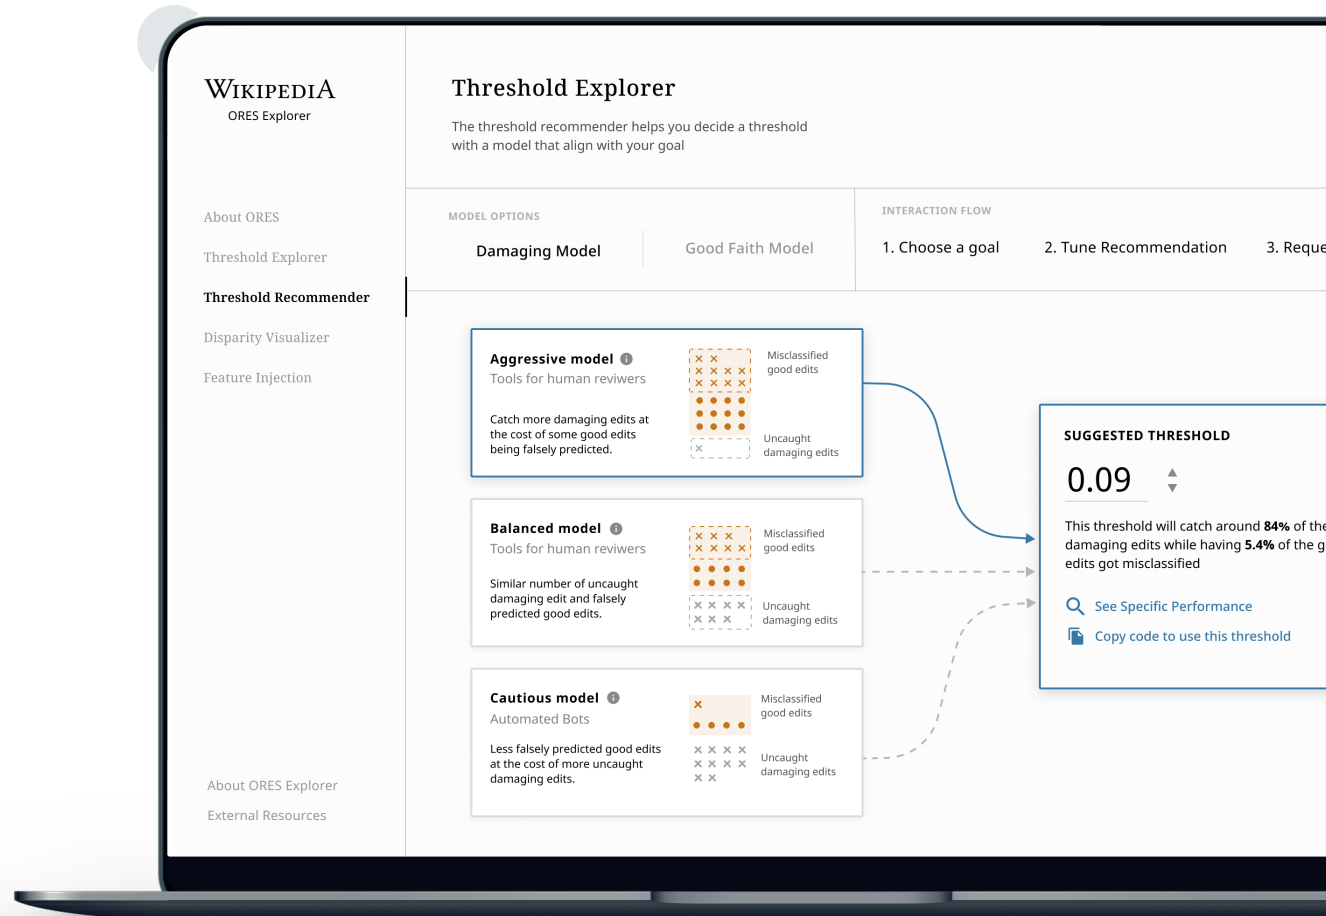 WIKIPEDIA
ORES Explorer
About ORES
Threshold Explorer
Threshold Recommender
Disparity Visualizer
Feature Injection
About ORES Explorer
External Resources
Threshold Explorer
The threshold recommender helps you decide a threshold
with a model that align with your goal
MODEL OPTIONS
Damaging Model
Good Faith Model
INTERACTION FLOW
1. Choose a goal
2. Tune Recommendation
3. Reque
Aggressive model
Tools for human reviwers
Catch more damaging edits at
the cost of some good edits
being falsely predicted.
Misclassified
good edits
Uncaught
damaging edits
Balanced model
Tools for human reviwers
Similar number of uncaught
damaging edit and falsely
predicted good edits.
Misclassified
good edits
Uncaught
damaging edits
Cautious model
Automated Bots
Less falsely predicted good edits
at the cost of more uncaught
damaging edits.
Misclassified
good edits
Uncaught
damaging edits
SUGGESTED THRESHOLD
0.09
This threshold will catch around 84% of the
damaging edits while having 5.4% of the g
edits got misclassified
See Specific Performance
Copy code to use this threshold